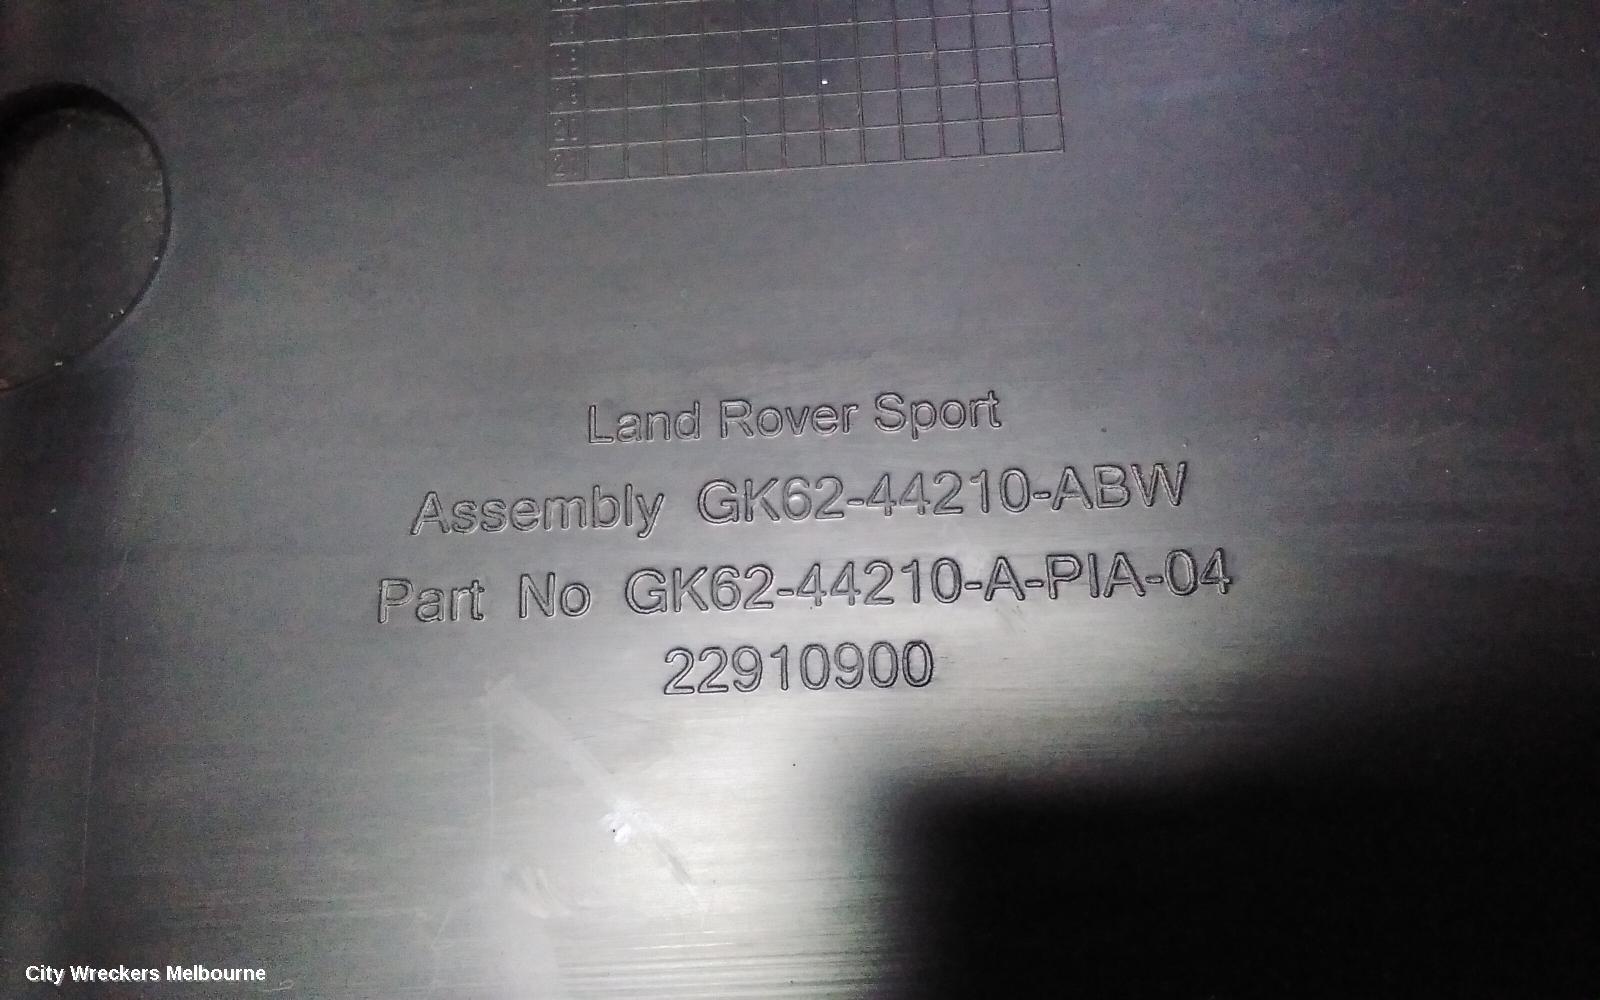 Land Rover Sport
Assembly GK62-44210-ABW
Part No GK62-44210-A-PIA-04
22910900
City Wreckers Melbourne